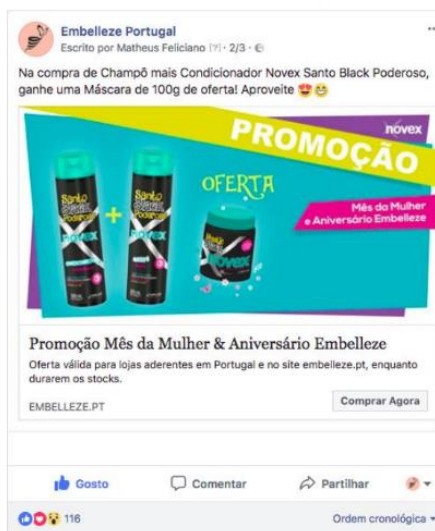 Embelleze Portugal
Escrito por Matheus Feliciano [?] · 2/3 ·
Na compra de Champô mais Condicionador Novex Santo Black Poderoso,
ganhe uma Máscara de 100g de oferta! Aproveite 😍😁
novex
PROMOÇÃO
OFERTA
Mês da Mulher
e Aniversário Embelleze
Santo
BLACK
Poderoso
NOVEX
Santo
BLACK
Poderoso
NOVEX
NOVEX
Promoção Mês da Mulher & Aniversário Embelleze
Oferta válida para lojas aderentes em Portugal e no site embelleze.pt, enquanto
durarem os stocks.
EMBELLEZE.PT
Comprar Agora
Gosto Comentar Partilhar
116 Ordem cronológica